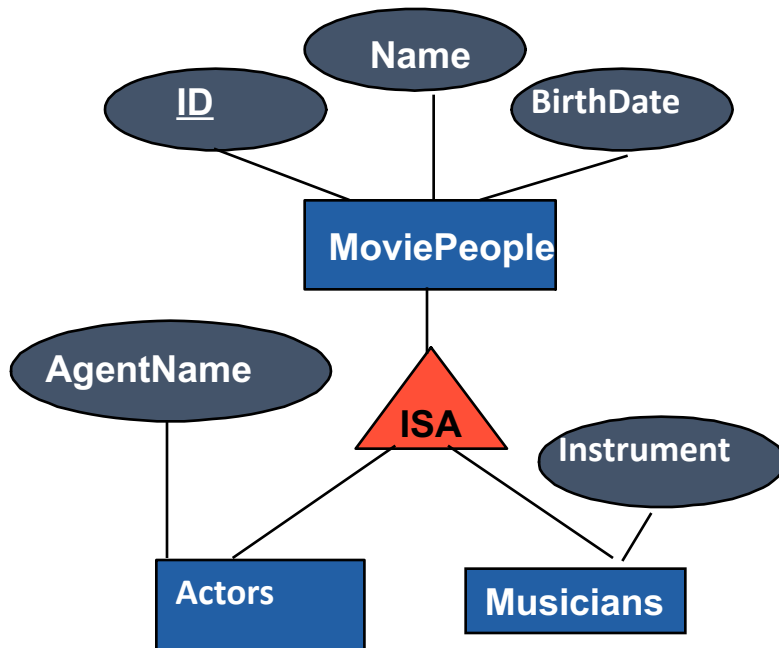 Name
ID
BirthDate
MoviePeople
AgentName
ISA
Instrument
Actors
Musicians